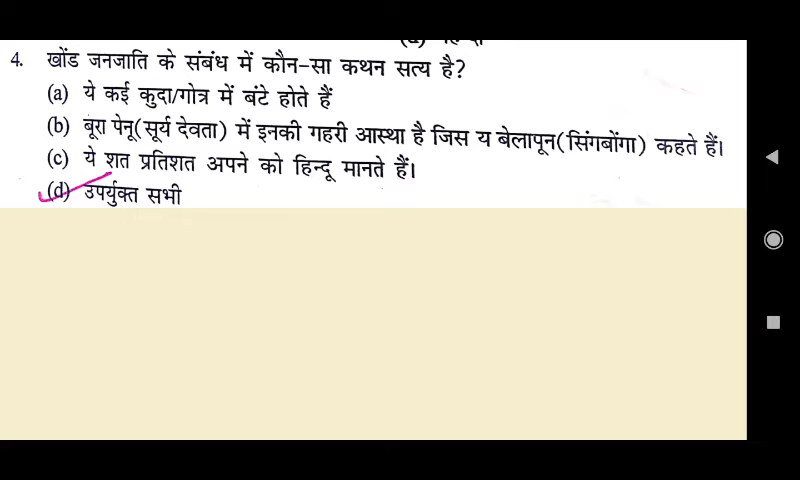 4. खोंड जनजाति के संबंध में कौन-सा कथन सत्य है?
(a) ये कई कुदा/गोत्र में बंटे होते हैं
(b) बूरा पेनू(सूर्य देवता) में इनकी गहरी आस्था है जिस य बेलापून(सिंगबोंगा) कहते हैं।
(c) ये शत प्रतिशत अपने को हिन्दू मानते हैं।
(d) उपर्युक्त सभी